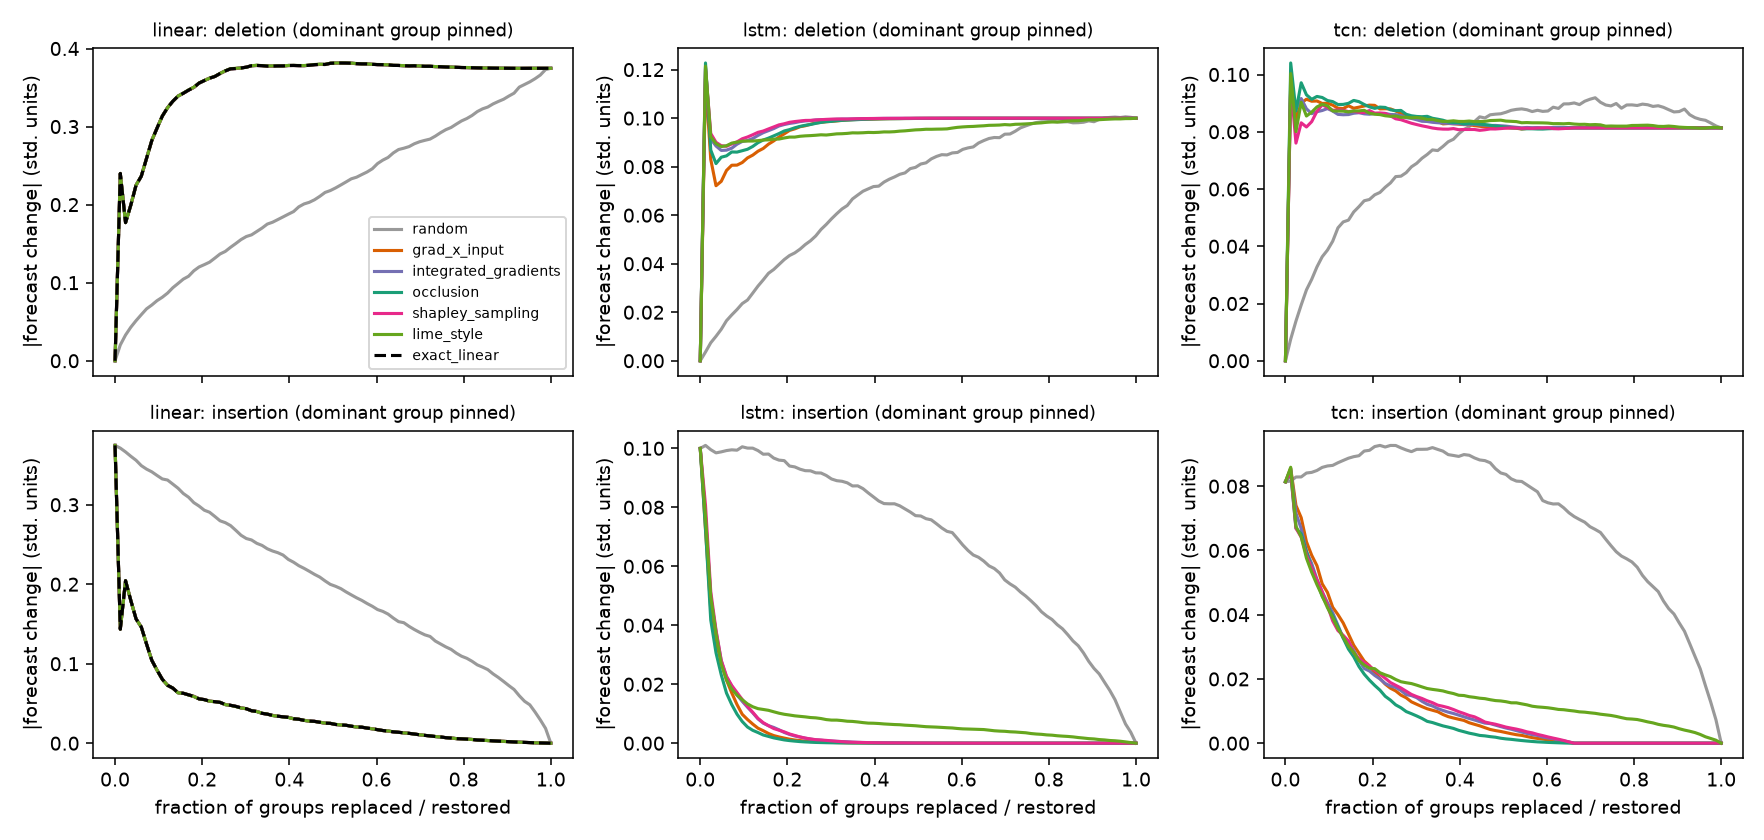 linear: deletion (dominant group pinned)
lstm: deletion (dominant group pinned)
tcn: deletion (dominant group pinned)
|forecast change| (std. units)
0.4
0.3
0.2
0.1
0.0
random
grad_x_input
integrated_gradients
occlusion
shapley_sampling
lime_style
exact_linear
|forecast change| (std. units)
0.12
0.10
0.08
0.06
0.04
0.02
0.00
|forecast change| (std. units)
0.10
0.08
0.06
0.04
0.02
0.00
linear: insertion (dominant group pinned)
lstm: insertion (dominant group pinned)
tcn: insertion (dominant group pinned)
|forecast change| (std. units)
0.3
0.2
0.1
0.0
0.0 0.2 0.4 0.6 0.8 1.0
fraction of groups replaced / restored
|forecast change| (std. units)
0.10
0.08
0.06
0.04
0.02
0.00
0.0 0.2 0.4 0.6 0.8 1.0
fraction of groups replaced / restored
|forecast change| (std. units)
0.08
0.06
0.04
0.02
0.00
0.0 0.2 0.4 0.6 0.8 1.0
fraction of groups replaced / restored